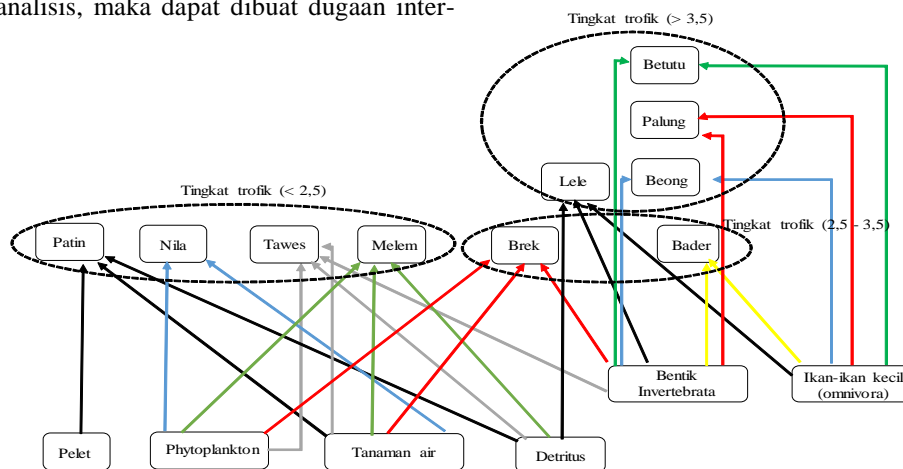 analisis, maka dapat dibuat dugaan inter-
Tingkat trofik (> 3,5)
Betutu
Palung
Lele
Beong
Tingkat trofik (< 2,5)
Tingkat trofik (2,5 - 3,5)
Patin
Nila
Tawes
Melem
Brek
Bader
Bentik
Invertebrata
Ikan-ikan kecil
(omnivora)
Pelet
Phytoplankton
Tanaman air
Detritus